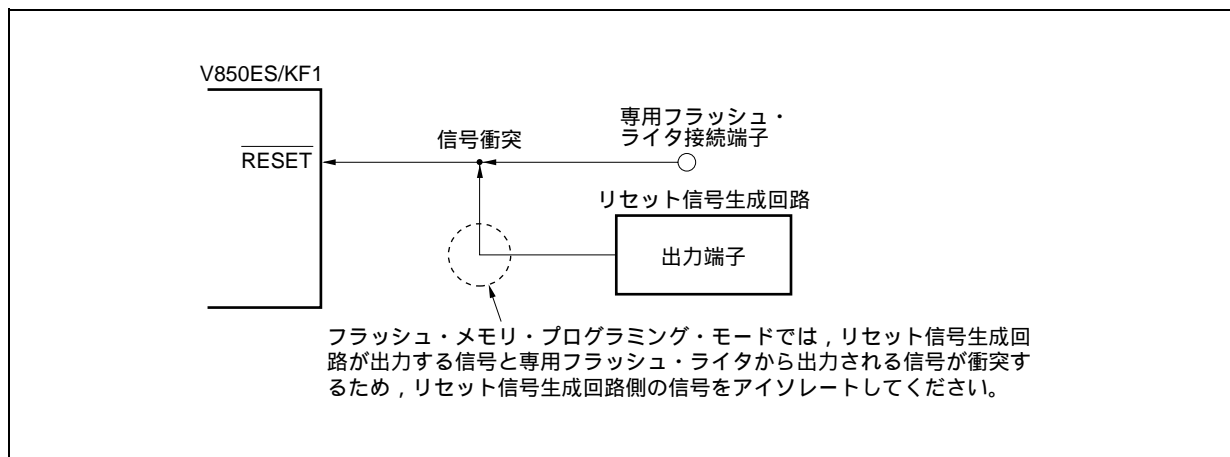 V850ES/KF1
専用フラッシュ・
ライタ接続端子
信号衝突
RESET
リセット信号生成回路
出力端子
フラッシュ・メモリ・プログラミング・モードでは，リセット信号生成回
路が出力する信号と専用フラッシュ・ライタから出力される信号が衝突す
るため，リセット信号生成回路側の信号をアイソレートしてください。